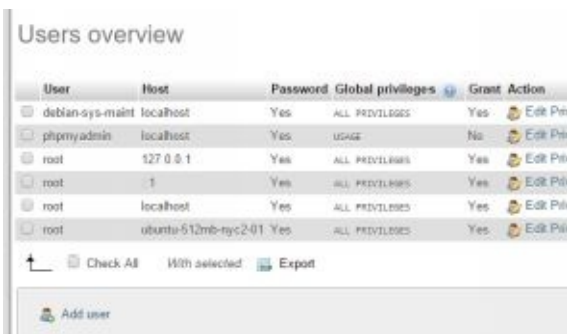 Users overview
User Host Password Global privileges Grant Action
debian-sys-maint localhost Yes ALL PRIVILEGES Yes Edit Pri
phpmyadmin localhost Yes USAGE No Edit Pri
root 127.0.0.1 Yes ALL PRIVILEGES Yes Edit Pri
root ::1 Yes ALL PRIVILEGES Yes Edit Pri
root localhost Yes ALL PRIVILEGES Yes Edit Pri
root ubuntu-512mb-nyc2-01 Yes ALL PRIVILEGES Yes Edit Pri
Check All With selected Export
Add user